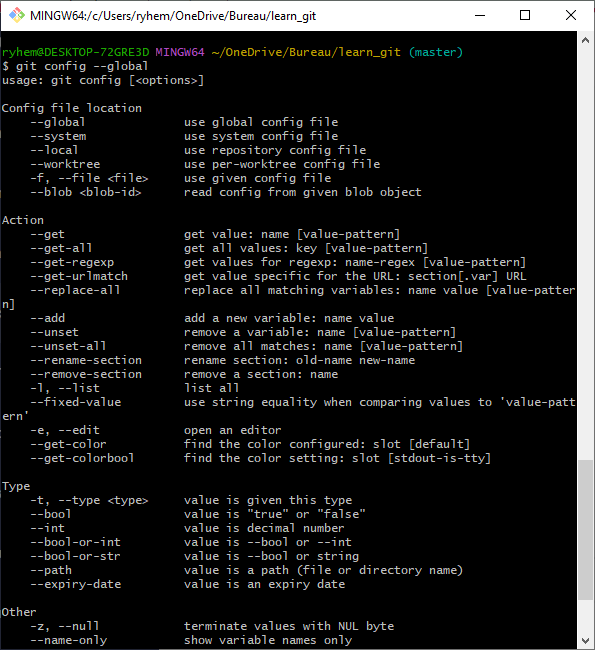 MINGW64:/c/Users/ryhem/OneDrive/Bureau/learn_git
ryhem@DESKTOP-72GRE3D MINGW64 ~/OneDrive/Bureau/learn_git (master)
$ git config --global
usage: git config [<options>]
Config file location
--global use global config file
--system use system config file
--local use repository config file
--worktree use per-worktree config file
-f, --file <file> use given config file
--blob <blob-id> read config from given blob object
Action
--get get value: name [value-pattern]
--get-all get all values: key [value-pattern]
--get-regexp get values for regexp: name-regex [value-pattern]
--get-urlmatch get value specific for the URL: section[.var] URL
--replace-all replace all matching variables: name value [value-patter
n]
--add add a new variable: name value
--unset remove a variable: name [value-pattern]
--unset-all remove all matches: name [value-pattern]
--rename-section rename section: old-name new-name
--remove-section remove a section: name
-l, --list list all
--fixed-value use string equality when comparing values to 'value-patt
ern'
-e, --edit open an editor
--get-color find the color configured: slot [default]
--get-colorbool find the color setting: slot [stdout-is-tty]
Type
-t, --type <type> value is given this type
--bool value is "true" or "false"
--int value is decimal number
--bool-or-int value is --bool or --int
--bool-or-str value is --bool or string
--path value is a path (file or directory name)
--expiry-date value is an expiry date
Other
-z, --null terminate values with NUL byte
--name-only show variable names only